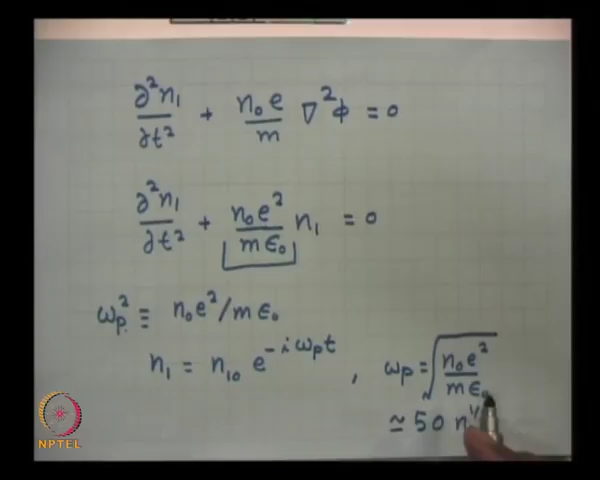 ∂²n₁/∂t² + n₀e/m ∇²ϕ = 0
∂²n₁/∂t² + n₀e²/mϵ₀ n₁ = 0
ωₚ² ≡ n₀e²/mϵ₀
n₁ = n₁₀ e^{-iωₚt} , ωₚ = √(n₀e²/mϵ₀)
≃ 50 n
NPTEL